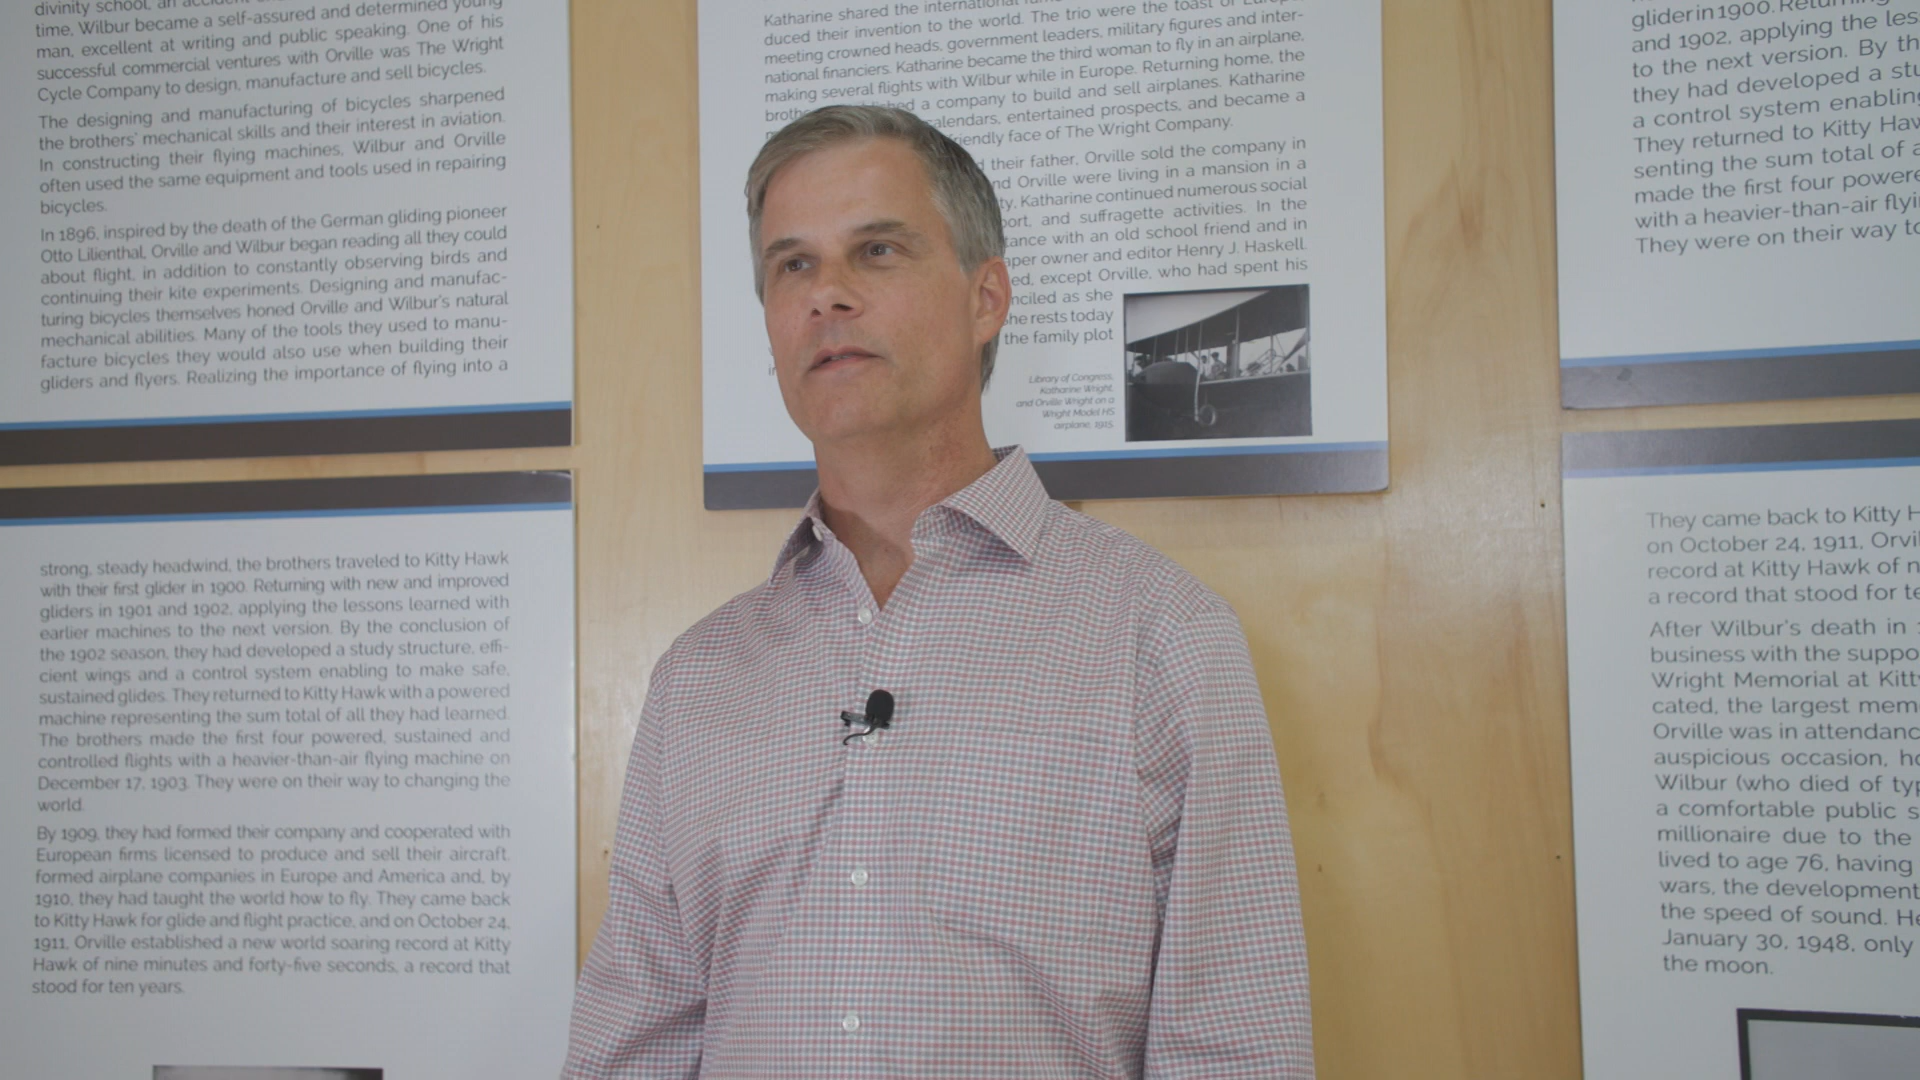 divinity school, an
time, Wilbur became a self-assured and determined young
man, excellent at writing and public speaking. One of his
successful commercial ventures with Orville was The Wright
Cycle Company to design, manufacture and sell bicycles.
The designing and manufacturing of bicycles sharpened
the brothers' mechanical skills and their interest in aviation.
In constructing their flying machines, Wilbur and Orville
often used the same equipment and tools used in repairing
bicycles.
In 1896, inspired by the death of the German gliding pioneer
Otto Lilienthal, Orville and Wilbur began reading all they could
about flight, in addition to constantly observing birds and
continuing their kite experiments. Designing and manufac-
turing bicycles themselves honed Orville and Wilbur's natural
mechanical abilities. Many of the tools they used to manu-
facture bicycles they would also use when building their
gliders and flyers. Realizing the importance of flying into a
strong, steady headwind, the brothers traveled to Kitty Hawk
with their first glider in 1900. Returning with new and improved
gliders in 1901 and 1902, applying the lessons learned with
earlier machines to the next version. By the conclusion of
the 1902 season, they had developed a study structure, effi-
cient wings and a control system enabling to make safe,
sustained glides. They returned to Kitty Hawk with a powered
machine representing the sum total of all they had learned.
The brothers made the first four powered, sustained and
controlled flights with a heavier-than-air flying machine on
December 17, 1903. They were on their way to changing the
world.
By 1909, they had formed their company and cooperated with
European firms licensed to produce and sell their aircraft,
formed airplane companies in Europe and America and, by
1910, they had taught the world how to fly. They came back
to Kitty Hawk for glide and flight practice, and on October 24,
1911, Orville established a new world soaring record at Kitty
Hawk of nine minutes and forty-five seconds, a record that
stood for ten years.
Katharine shared the international
duced their invention to the world. The trio were the toast of
meeting crowned heads, government leaders, military figures and inter-
national financiers. Katharine became the third woman to fly in an airplane,
making several flights with Wilbur while in Europe. Returning home, the
a company to build and sell airplanes. Katharine
calendars, entertained prospects, and became a
friendly face of The Wright Company.
their father, Orville sold the company in
nd Orville were living in a mansion in a
ty. Katharine continued numerous social
port, and suffragette activities. In the
tance with an old school friend and in
aper owner and editor Henry J. Haskell.
ed, except Orville, who had spent his
nciled as she
he rests today
the family plot
Library of Congress,
Katharine Wright,
and Orville Wright on a
Wright Model HS
airplane, 1915.
glider in 1900.
and 1902, applying the les
to the next version. By th
they had developed a stu
a control system enabling
They returned to Kitty Haw
senting the sum total of a
made the first four powere
with a heavier-than-air flyi
They were on their way to
They came back to Kitty H
on October 24, 1911, Orvil
record at Kitty Hawk of n
a record that stood for te
After Wilbur's death in
business with the suppo
Wright Memorial at Kitt
cated, the largest mem
Orville was in attendanc
auspicious occasion, ho
Wilbur (who died of typ
a comfortable public s
millionaire due to the
lived to age 76, having
wars, the development
the speed of sound. He
January 30, 1948, only
the moon.